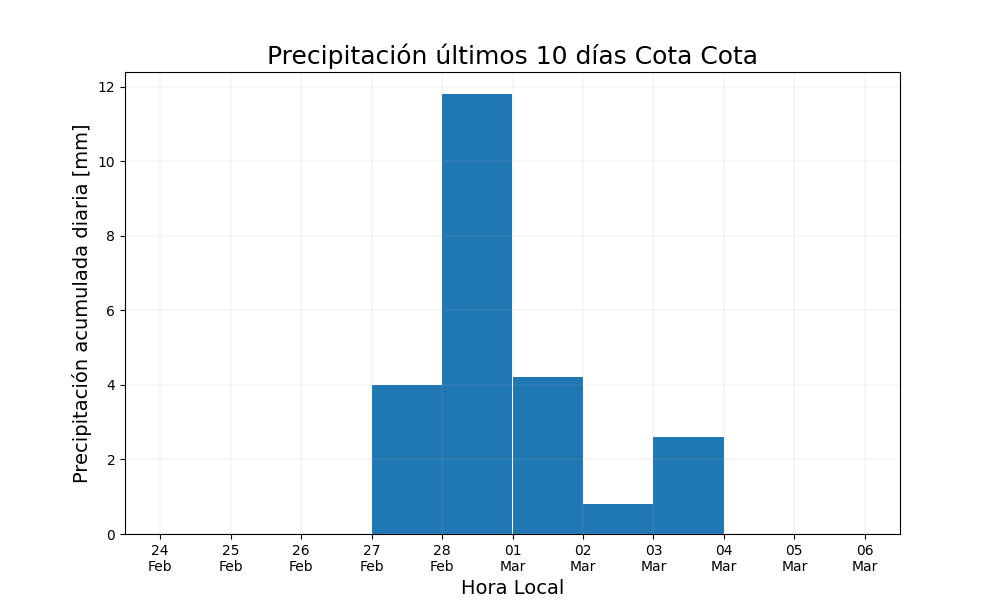 Precipitación últimos 10 días Cota Cota
Precipitación acumulada diaria [mm]
12
10
8
6
4
2
0
24 25 26 27 28 01 02 03 04 05 06
Feb Feb Feb Feb Feb Mar Mar Mar Mar Mar Mar
Hora Local